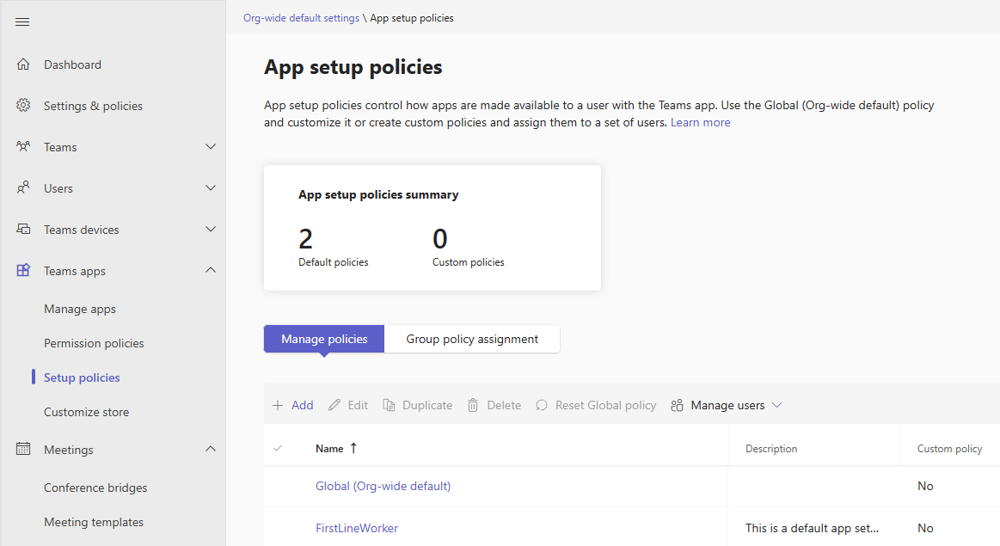 Org-wide default settings \ App setup policies
Dashboard
Settings & policies
Teams
Users
Teams devices
Teams apps
Manage apps
Permission policies
Setup policies
Customize store
Meetings
Conference bridges
Meeting templates
App setup policies
App setup policies control how apps are made available to a user with the Teams app. Use the Global (Org-wide default) policy
and customize it or create custom policies and assign them to a set of users. Learn more
App setup policies summary
2 0
Default policies Custom policies
Manage policies Group policy assignment
Add Edit Duplicate Delete Reset Global policy Manage users
Name ↑ Description Custom policy
Global (Org-wide default) No
FirstLineWorker This is a default app set... No